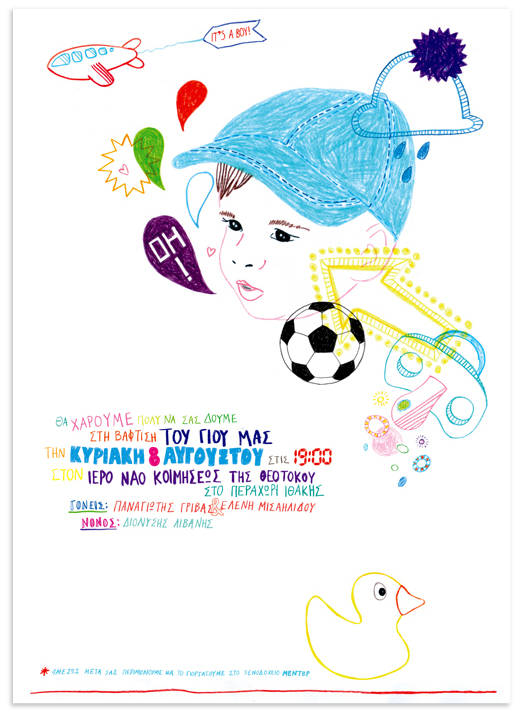 IT'S A BOY!
OH!
ΘΑ ΧΑΡΟΥΜΕ ΠΟΛΥ ΝΑ ΣΑΣ ΔΟΥΜΕ
ΣΤΗ ΒΑΦΤΙΣΗ ΤΟΥ ΓΙΟΥ ΜΑΣ
ΤΗΝ ΚΥΡΙΑΚΗ 8 ΑΥΓΟΥΣΤΟΥ ΣΤΙΣ 19:00
ΣΤΟΝ ΙΕΡΟ ΝΑΟ ΚΟΙΜΗΣΕΩΣ ΤΗΣ ΘΕΟΤΟΚΟΥ
ΣΤΟ ΠΕΡΑΧΩΡΙ ΙΘΑΚΗΣ
ΓΟΝΕΙΣ: ΠΑΝΑΓΙΩΤΗΣ ΓΡΙΒΑΣ & ΕΛΕΝΗ ΜΙΣΑΗΛΙΔΟΥ
ΝΟΝΟΣ: ΔΙΟΝΥΣΗΣ ΛΙΒΑΝΗΣ
* ΑΜΕΣΩΣ ΜΕΤΑ ΣΑΣ ΠΕΡΙΜΕΝΟΥΜΕ ΝΑ ΤΟ ΓΙΟΡΤΑΣΟΥΜΕ ΣΤΟ ΞΕΝΟΔΟΧΕΙΟ ΜΕΝΤΩΡ